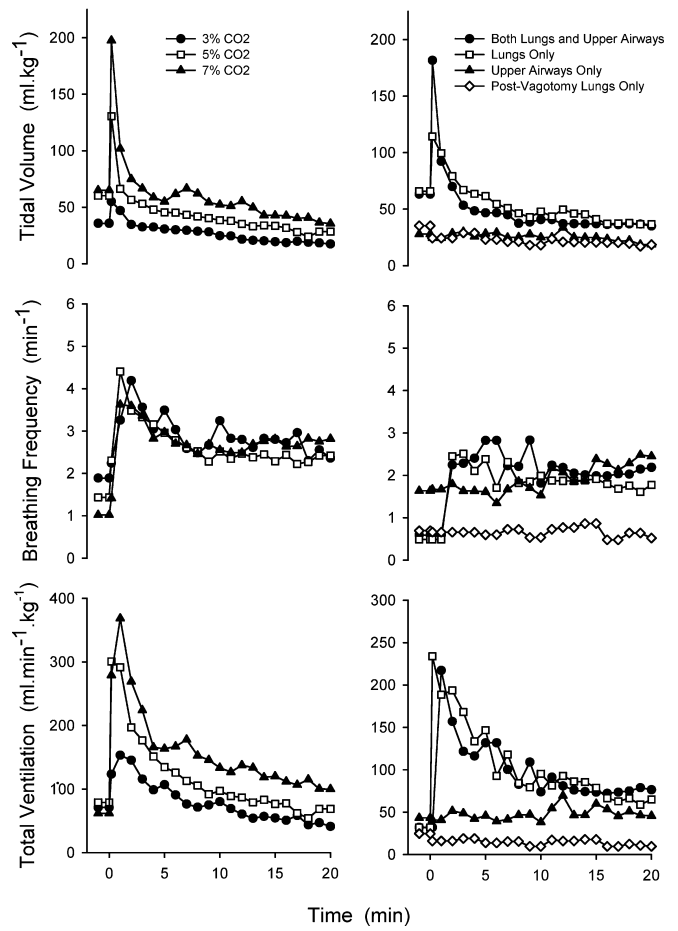 Tidal Volume (ml.kg-1)
200
150
100
50
0
3% CO2
5% CO2
7% CO2
200
150
100
50
0
Both Lungs and Upper Airways
Lungs Only
Upper Airways Only
Post-Vagotomy Lungs Only
Breathing Frequency (min-1)
6
5
4
3
2
1
0
6
5
4
3
2
1
0
Total Ventilation (ml.min-1.kg-1)
400
300
200
100
0
0 5 10 15 20
300
250
200
150
100
50
0
0 5 10 15 20
Time (min)